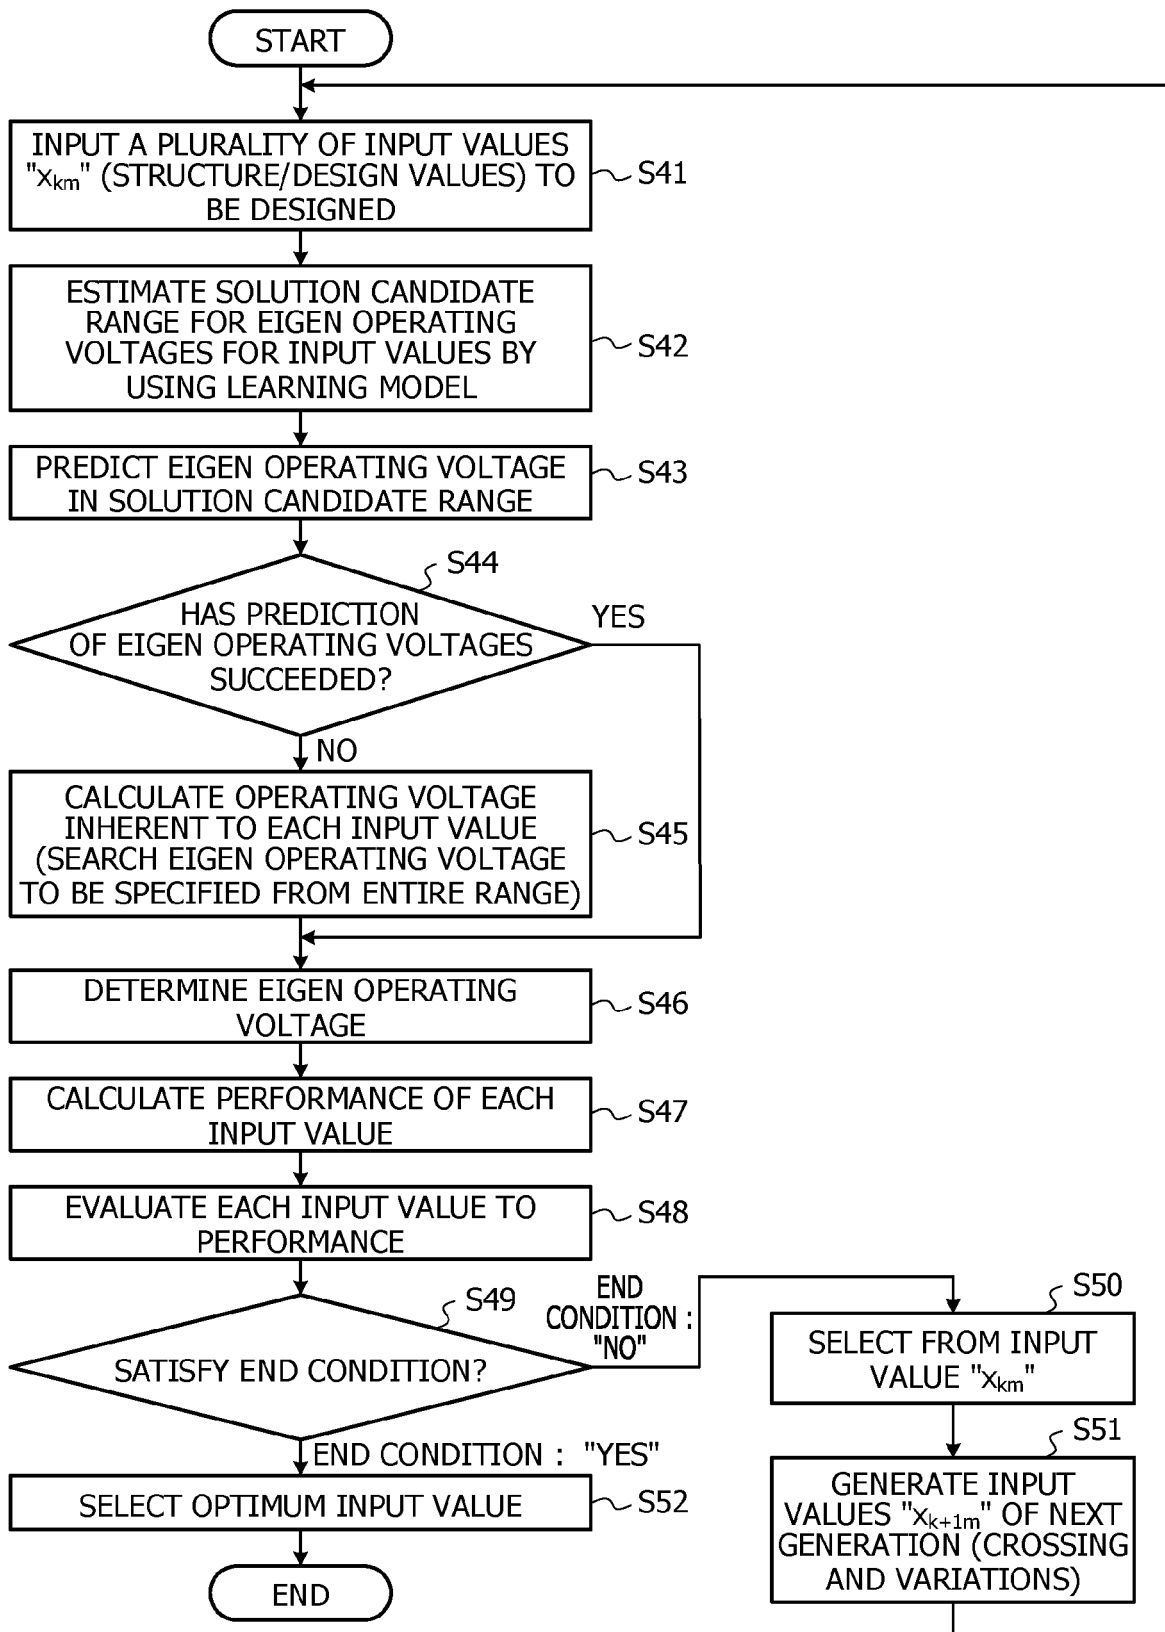 START
INPUT A PLURALITY OF INPUT VALUES
"xkm" (STRUCTURE/DESIGN VALUES) TO
BE DESIGNED
S41
ESTIMATE SOLUTION CANDIDATE
RANGE FOR EIGEN OPERATING
VOLTAGES FOR INPUT VALUES BY
USING LEARNING MODEL
S42
PREDICT EIGEN OPERATING VOLTAGE
IN SOLUTION CANDIDATE RANGE
S43
S44
HAS PREDICTION
OF EIGEN OPERATING VOLTAGES
SUCCEEDED?
YES
NO
CALCULATE OPERATING VOLTAGE
INHERENT TO EACH INPUT VALUE
(SEARCH EIGEN OPERATING VOLTAGE
TO BE SPECIFIED FROM ENTIRE RANGE)
S45
DETERMINE EIGEN OPERATING
VOLTAGE
S46
CALCULATE PERFORMANCE OF EACH
INPUT VALUE
S47
EVALUATE EACH INPUT VALUE TO
PERFORMANCE
S48
S49
SATISFY END CONDITION?
END
CONDITION :
"NO"
S50
SELECT FROM INPUT
VALUE "xkm"
S51
GENERATE INPUT
VALUES "xk+1m" OF NEXT
GENERATION (CROSSING
AND VARIATIONS)
END CONDITION : "YES"
SELECT OPTIMUM INPUT VALUE
S52
END